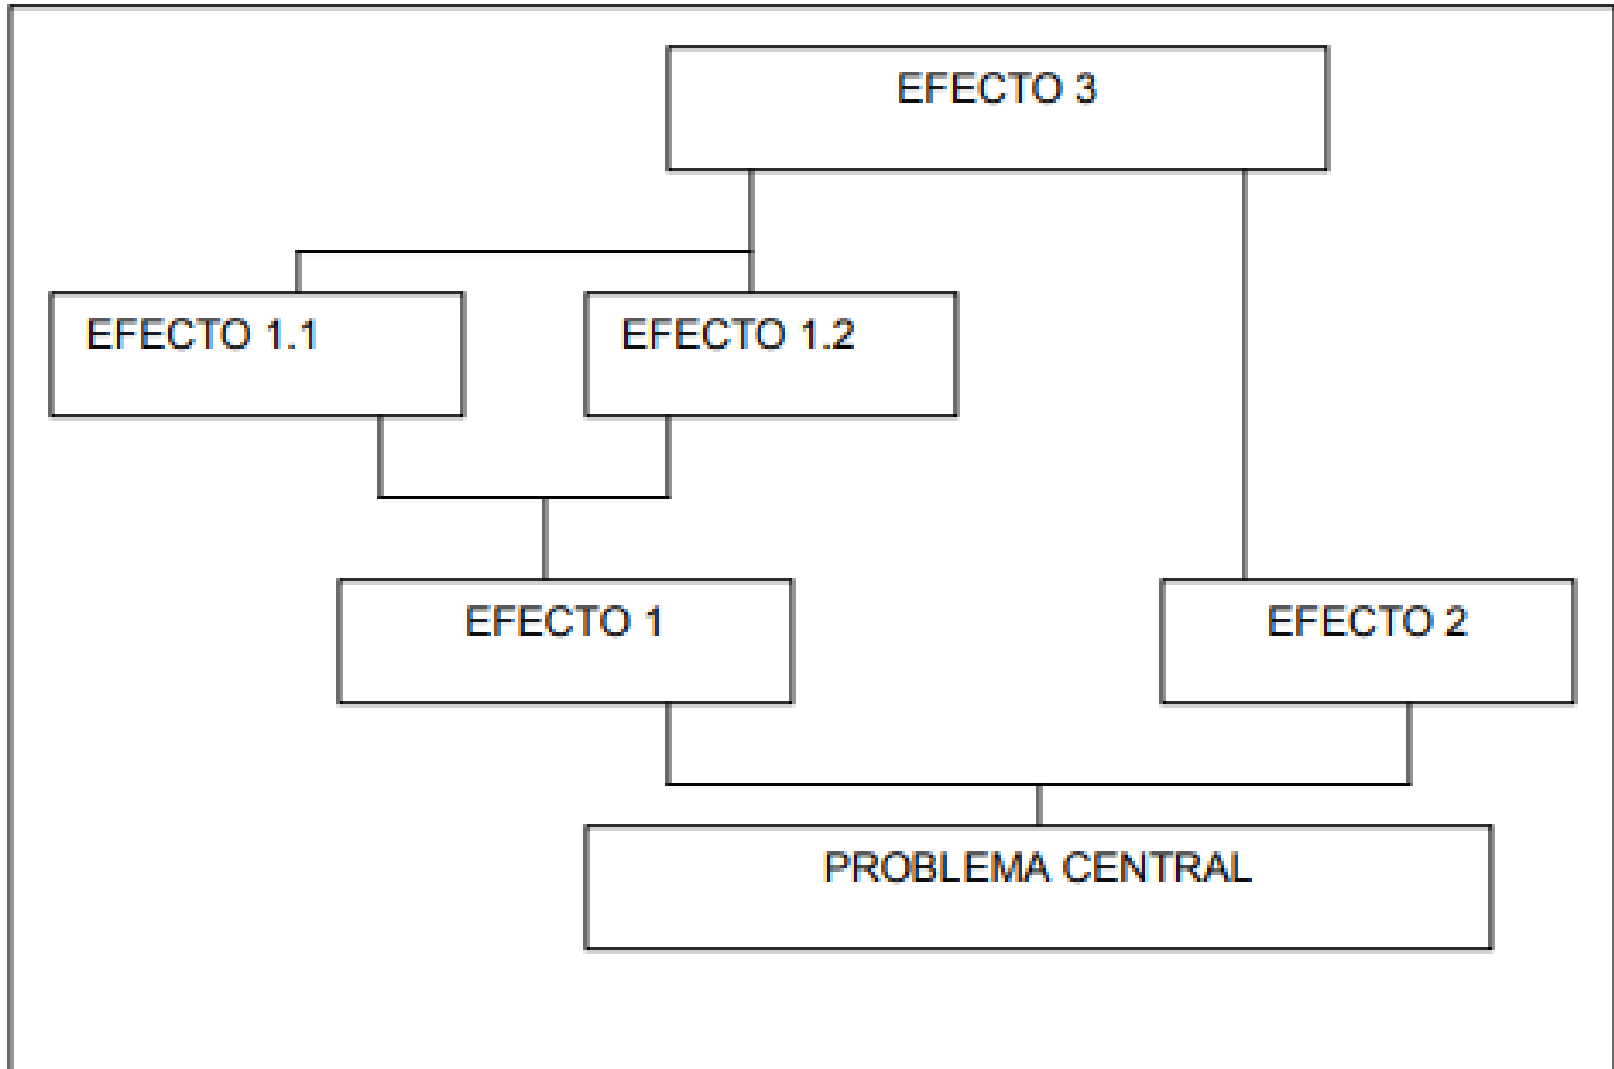 EFECTO 3
EFECTO 1.1
EFECTO 1.2
EFECTO 1
EFECTO 2
PROBLEMA CENTRAL